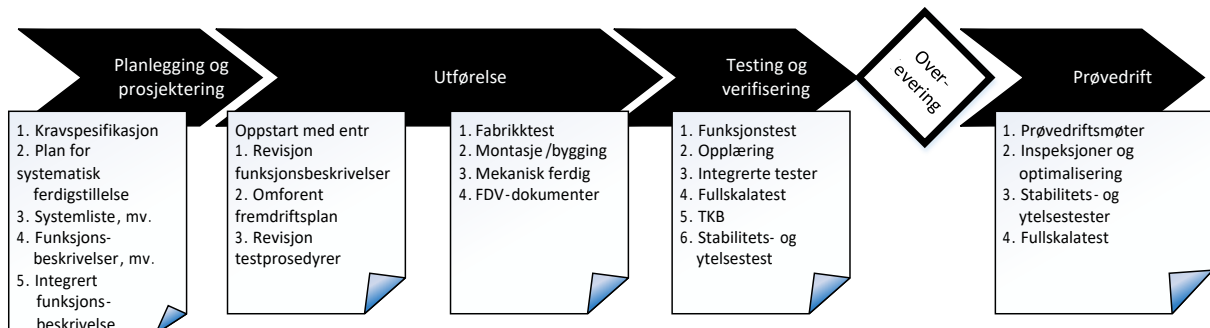 Planlegging og
prosjektering
Utførelse
Testing og
verifisering
Over-
levering
Prøvedrift
1. Kravspesifikasjon
2. Plan for
systematisk
ferdigstillelse
3. Systemliste, mv.
4. Funksjons-
beskrivelser, mv.
5. Integrert
funksjons-
beskrivelse
Oppstart med entr
1. Revisjon
funksjonsbeskrivelser
2. Omforent
fremdriftsplan
3. Revisjon
testprosedyrer
1. Fabrikktest
2. Montasje/bygging
3. Mekanisk ferdig
4. FDV-dokumenter
1. Funksjonstest
2. Opplæring
3. Integrerte tester
4. Fullskalatest
5. TKB
6. Stabilitets- og
ytelsestest
1. Prøvedriftsmøter
2. Inspeksjoner og
optimalisering
3. Stabilitets- og
ytelsestester
4. Fullskalatest